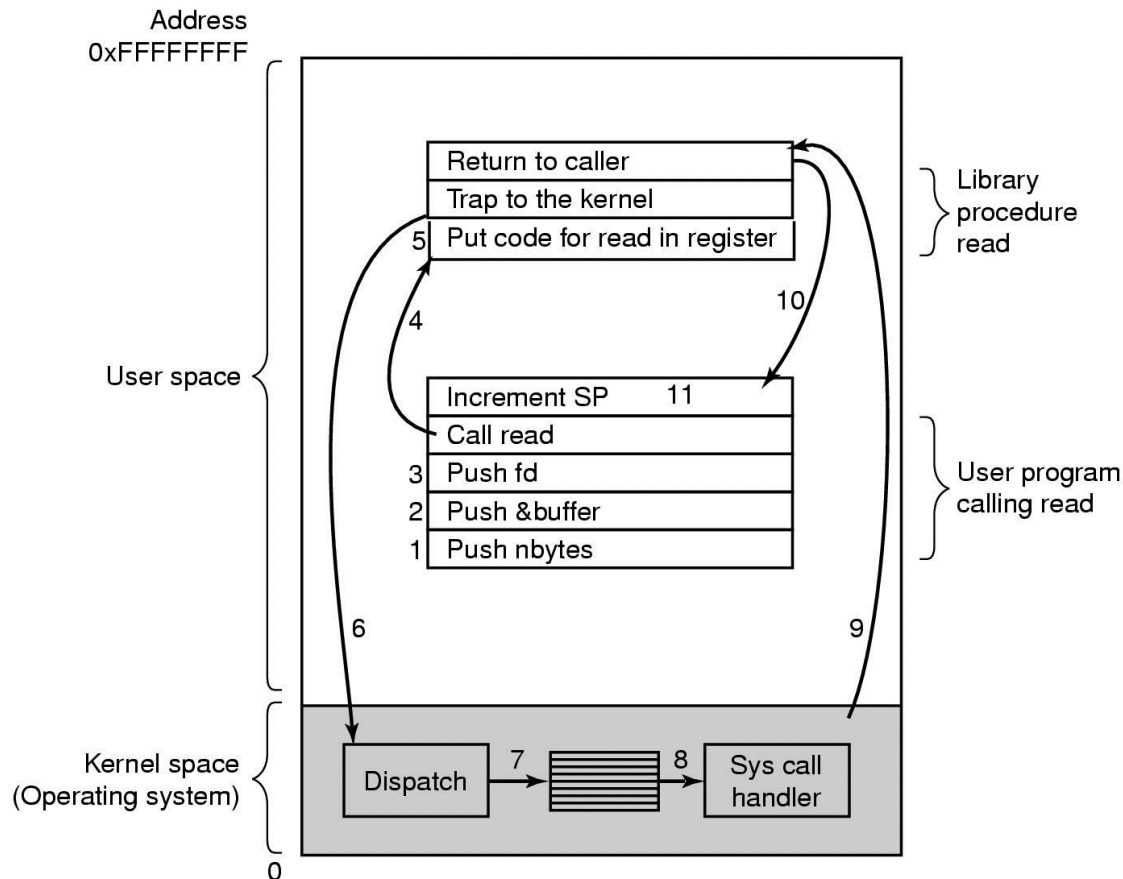 Address
0xFFFFFFFF
Return to caller
Trap to the kernel
5 Put code for read in register
Library
procedure
read
4
10
User space
Increment SP 11
Call read
3 Push fd
2 Push &buffer
1 Push nbytes
User program
calling read
6
9
Kernel space
(Operating system)
Dispatch
7
8
Sys call
handler
0